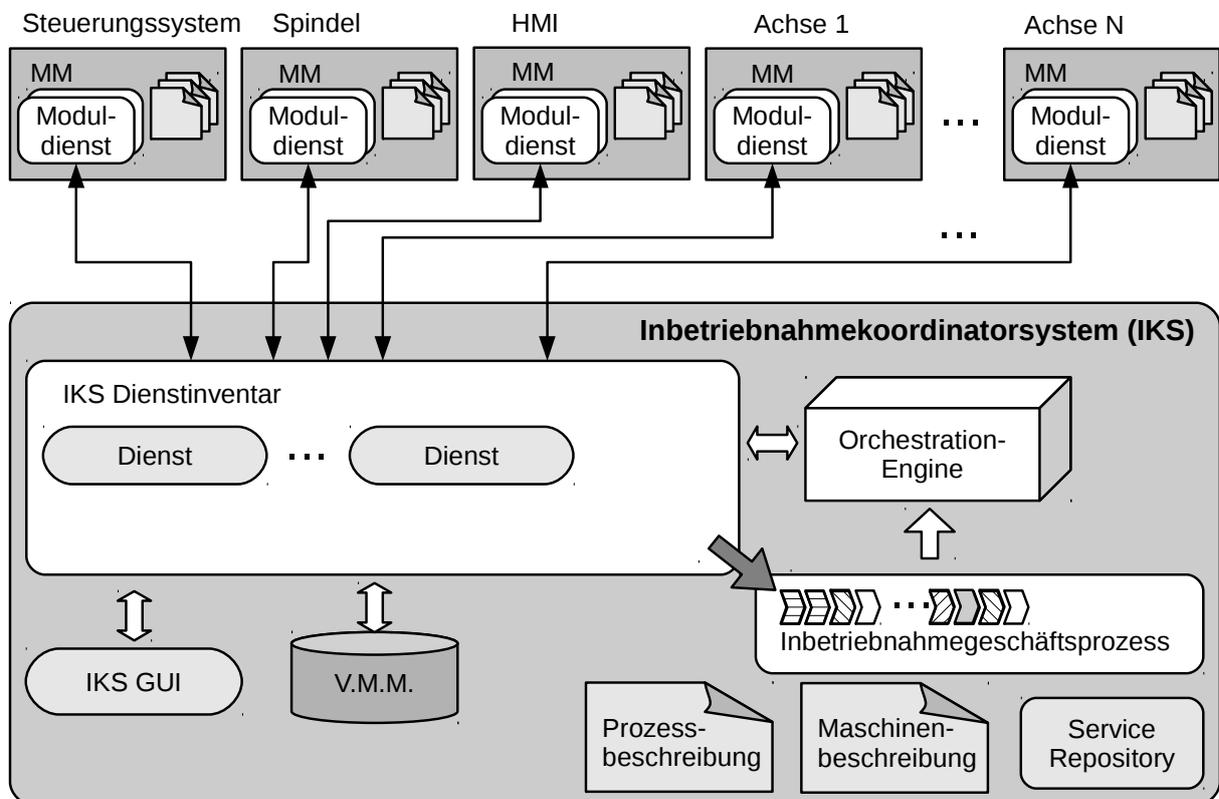 Steuerungssystem
Spindel
HMI
Achse 1
Achse N
MM
Modul-
dienst
MM
Modul-
dienst
MM
Modul-
dienst
MM
Modul-
dienst
...
MM
Modul-
dienst
...
Inbetriebnahmekoordinatorsystem (IKS)
IKS Dienstinventar
Dienst
...
Dienst
Orchestration-
Engine
...
Inbetriebnahmegeschäftsprozess
IKS GUI
V.M.M.
Prozess-
beschreibung
Maschinen-
beschreibung
Service
Repository